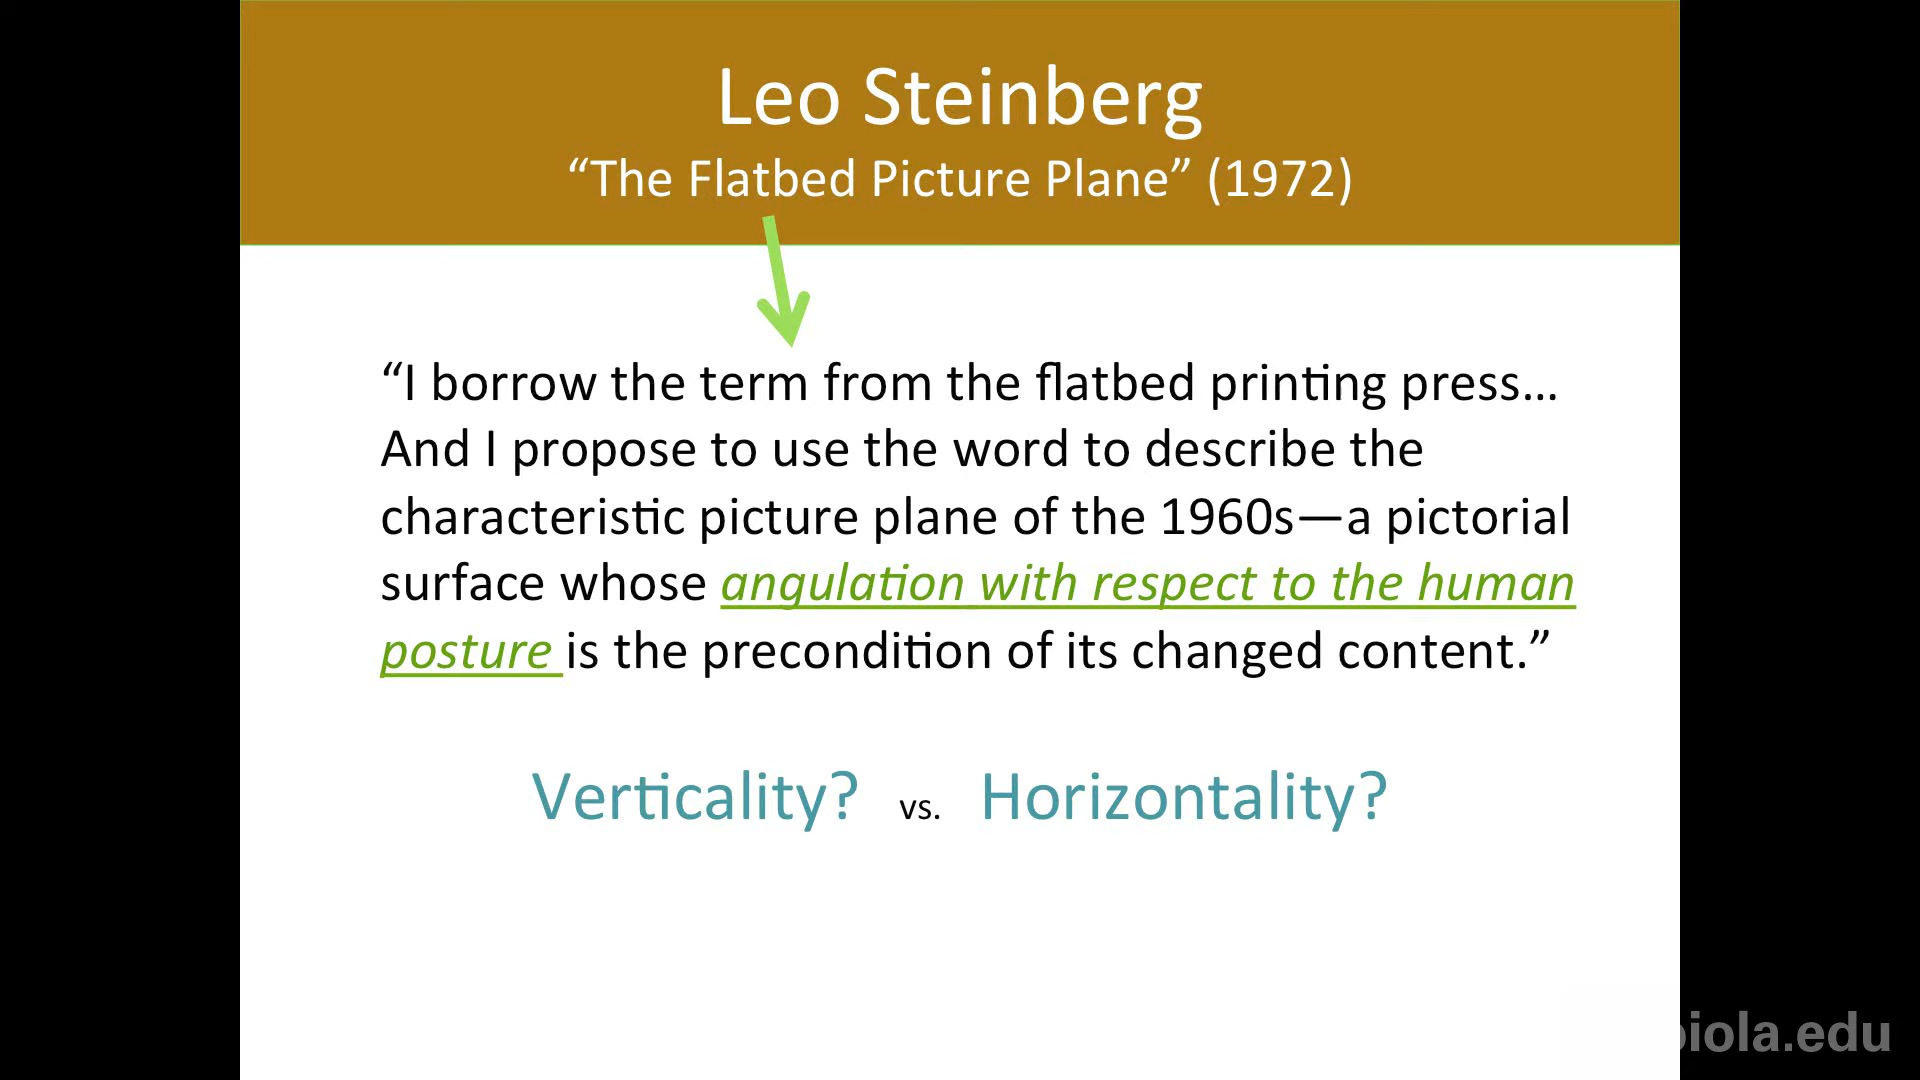 Leo Steinberg
“The Flatbed Picture Plane” (1972)
“I borrow the term from the flatbed printing press…
And I propose to use the word to describe the
characteristic picture plane of the 1960s—a pictorial
surface whose angulation with respect to the human
posture is the precondition of its changed content.”
Verticality? vs. Horizontality?
biola.edu